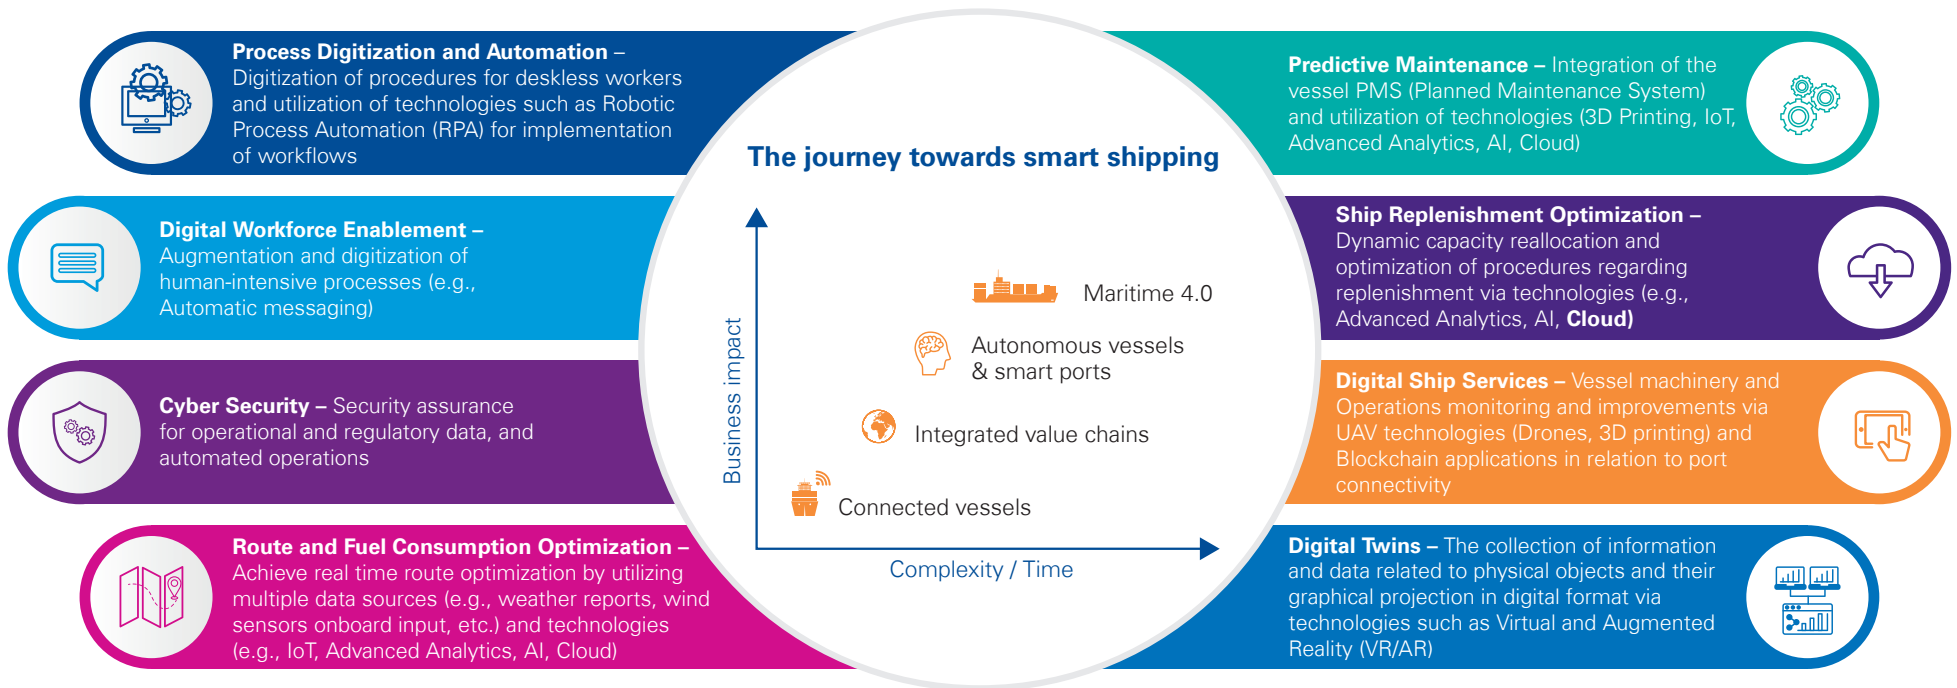 Process Digitization and Automation –
Digitization of procedures for deskless workers
and utilization of technologies such as Robotic
Process Automation (RPA) for implementation
of workflows
Digital Workforce Enablement –
Augmentation and digitization of
human-intensive processes (e.g.,
Automatic messaging)
Cyber Security – Security assurance
for operational and regulatory data, and
automated operations
Route and Fuel Consumption Optimization –
Achieve real time route optimization by utilizing
multiple data sources (e.g., weather reports, wind
sensors onboard input, etc.) and technologies
(e.g., IoT, Advanced Analytics, AI, Cloud)
The journey towards smart shipping
Business impact
Maritime 4.0
Autonomous vessels
& smart ports
Integrated value chains
Connected vessels
Complexity / Time
Predictive Maintenance – Integration of the
vessel PMS (Planned Maintenance System)
and utilization of technologies (3D Printing, IoT,
Advanced Analytics, AI, Cloud)
Ship Replenishment Optimization –
Dynamic capacity reallocation and
optimization of procedures regarding
replenishment via technologies (e.g.,
Advanced Analytics, AI, Cloud)
Digital Ship Services – Vessel machinery and
Operations monitoring and improvements via
UAV technologies (Drones, 3D printing) and
Blockchain applications in relation to port
connectivity
Digital Twins – The collection of information
and data related to physical objects and their
graphical projection in digital format via
technologies such as Virtual and Augmented
Reality (VR/AR)